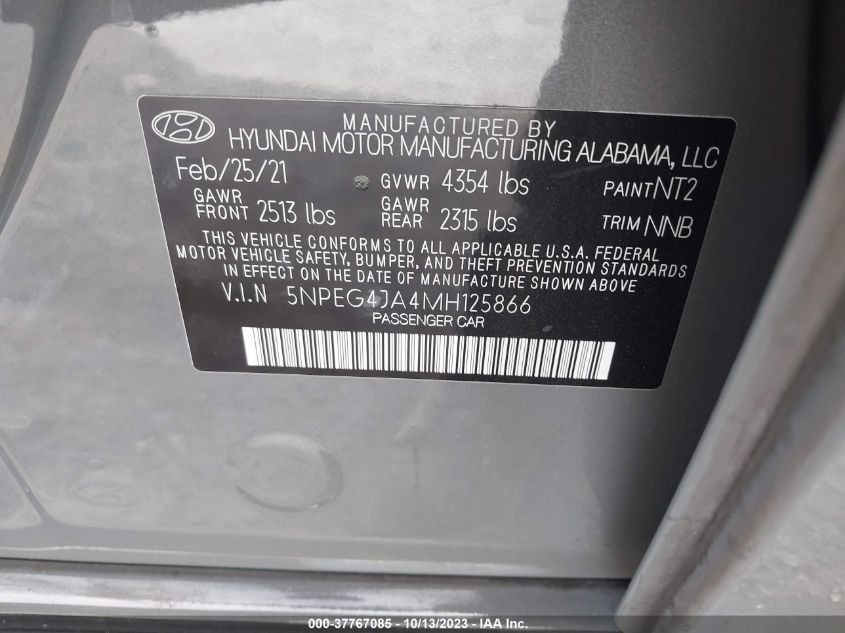 MANUFACTURED BY
HYUNDAI MOTOR MANUFACTURING ALABAMA, LLC
Feb/25/21 GVWR 4354 lbs PAINT NT2
GAWR FRONT 2513 lbs GAWR REAR 2315 lbs TRIM NNB
THIS VEHICLE CONFORMS TO ALL APPLICABLE U.S.A. FEDERAL
MOTOR VEHICLE SAFETY, BUMPER, AND THEFT PREVENTION STANDARDS
IN EFFECT ON THE DATE OF MANUFACTURE SHOWN ABOVE
V.I.N 5NPEG4JA4MH125866
PASSENGER CAR
000-37767085 - 10/13/2023 - IAA Inc.